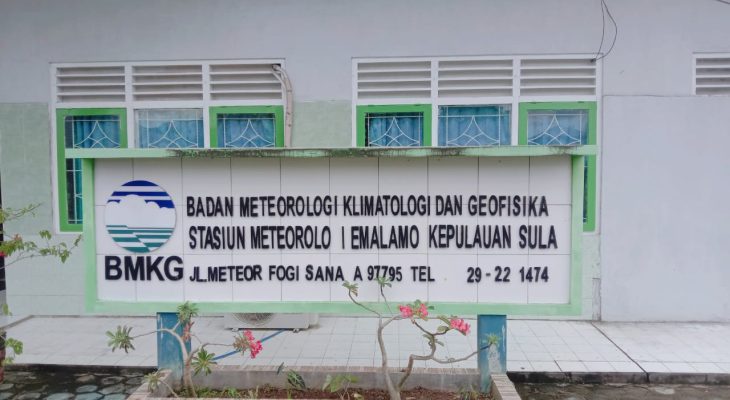 BADAN METEOROLOGI KLIMATOLOGI DAN GEOFISIKA
STASIUN METEOROLO I EMALAMO KEPULAUAN SULA
BMKG JL.METEOR FOGI SANA A 97795 TEL 29-22 1474